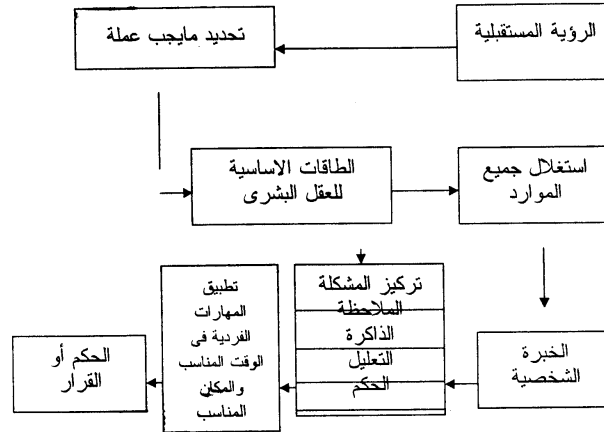 الرؤية المستقبلية
تحديد مايجب عملة
الطاقات الاساسية
للعقل البشرى
استغلال جميع
الموارد
الخبرة
الشخصية
تركيز المشكلة
الملاحظة
الذاكرة
التعليل
الحكم
تطبيق
المهارات
الفردية فى
الوقت المناسب
والمكان
المناسب
الحكم أو
القرار